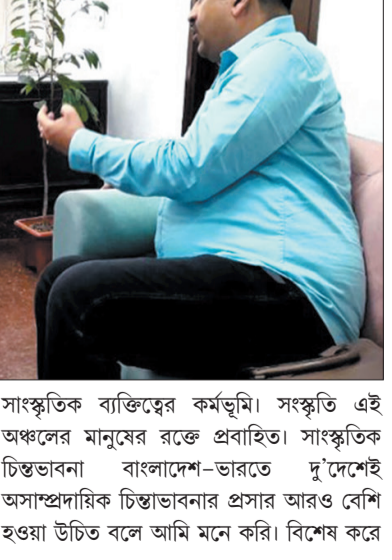 সাংস্কৃতিক ব্যক্তিত্বের কর্মভূমি। সংস্কৃতি এই
অঞ্চলের মানুষের রক্তে প্রবাহিত। সাংস্কৃতিক
চিন্তভাবনা বাংলাদেশ–ভারতে দু’দেশেই
অসাম্প্রদায়িক চিন্তাভাবনার প্রসার আরও বেশি
হওয়া উচিত বলে আমি মনে করি। বিশেষ করে